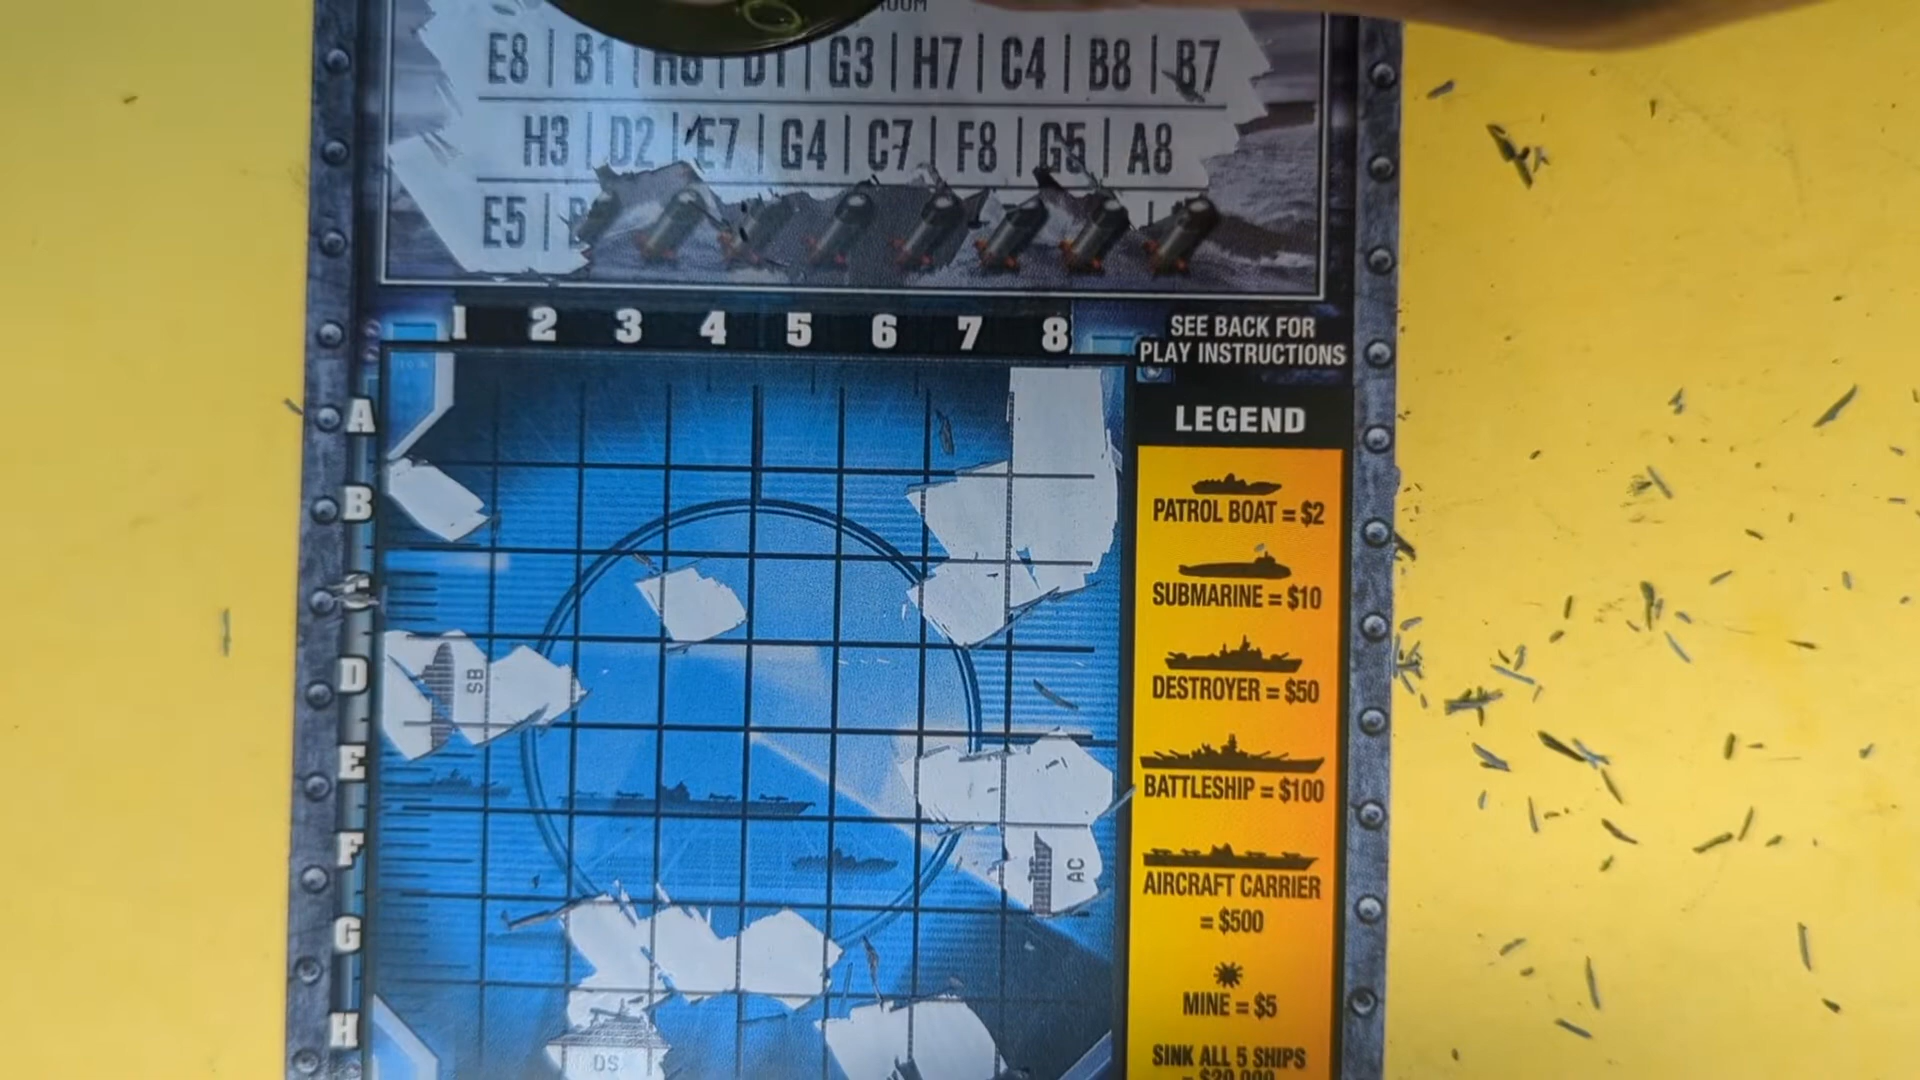 E8 | B1 | H6 | D1 | G3 | H7 | C4 | B8 | B7
H3 | D2 | E7 | G4 | C7 | F8 | G5 | A8
E5
1 2 3 4 5 6 7 8
SEE BACK FOR
PLAY INSTRUCTIONS
A
B
C
D
E
F
G
H
SB
AC
DS
LEGEND
PATROL BOAT = $2
SUBMARINE = $10
DESTROYER = $50
BATTLESHIP = $100
AIRCRAFT CARRIER
= $500
MINE = $5
SINK ALL 5 SHIPS